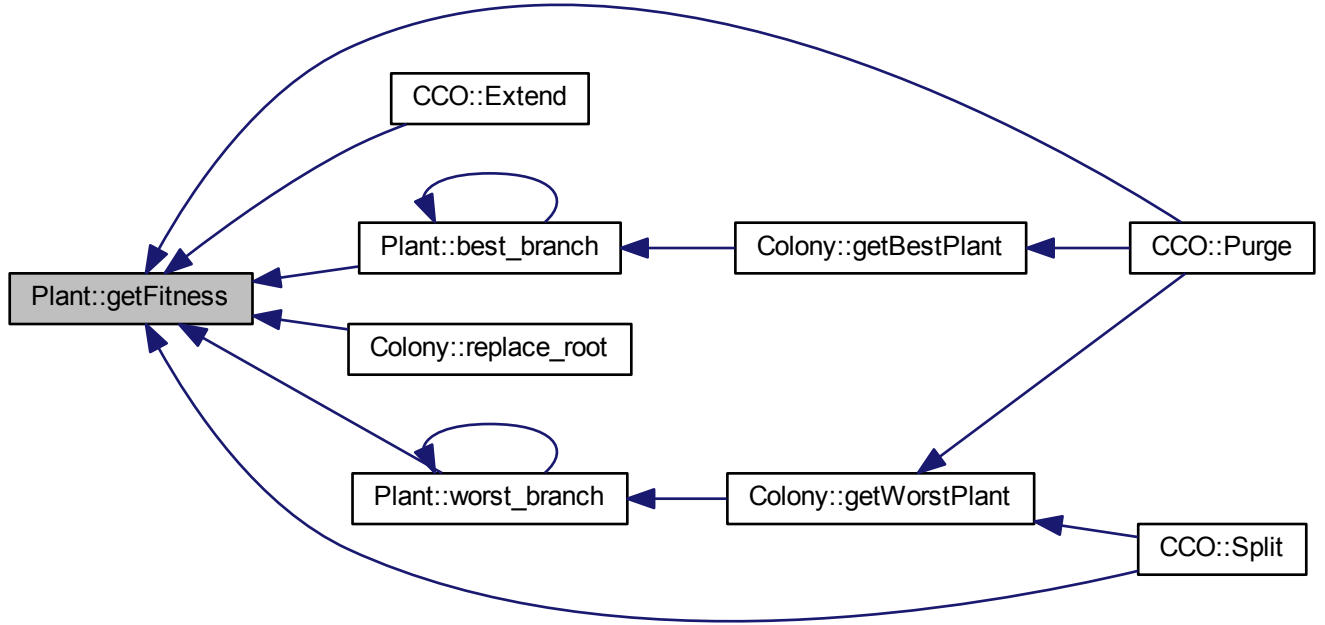 CCO::Extend
Plant::best_branch
Colony::getBestPlant
CCO::Purge
Plant::getFitness
Colony::replace_root
Plant::worst_branch
Colony::getWorstPlant
CCO::Split